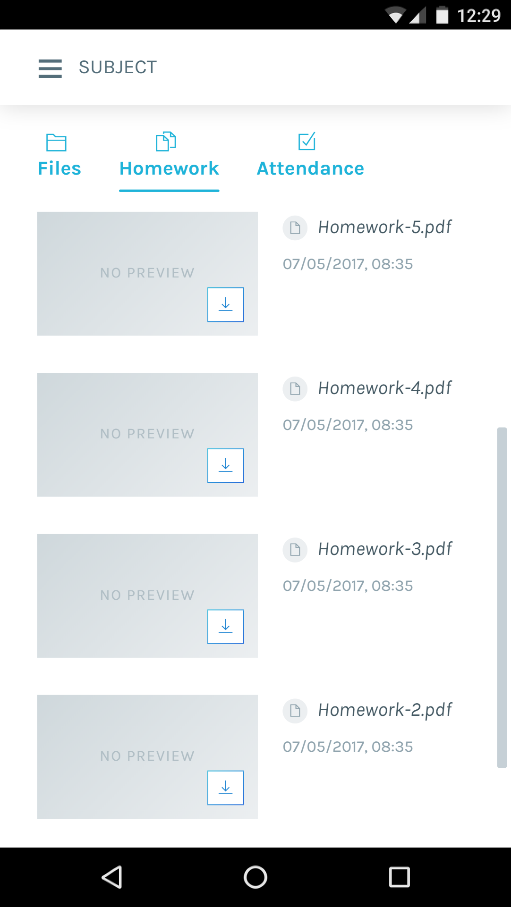 12:29
SUBJECT
Files Homework Attendance
NO PREVIEW
Homework-5.pdf
07/05/2017, 08:35
NO PREVIEW
Homework-4.pdf
07/05/2017, 08:35
NO PREVIEW
Homework-3.pdf
07/05/2017, 08:35
NO PREVIEW
Homework-2.pdf
07/05/2017, 08:35